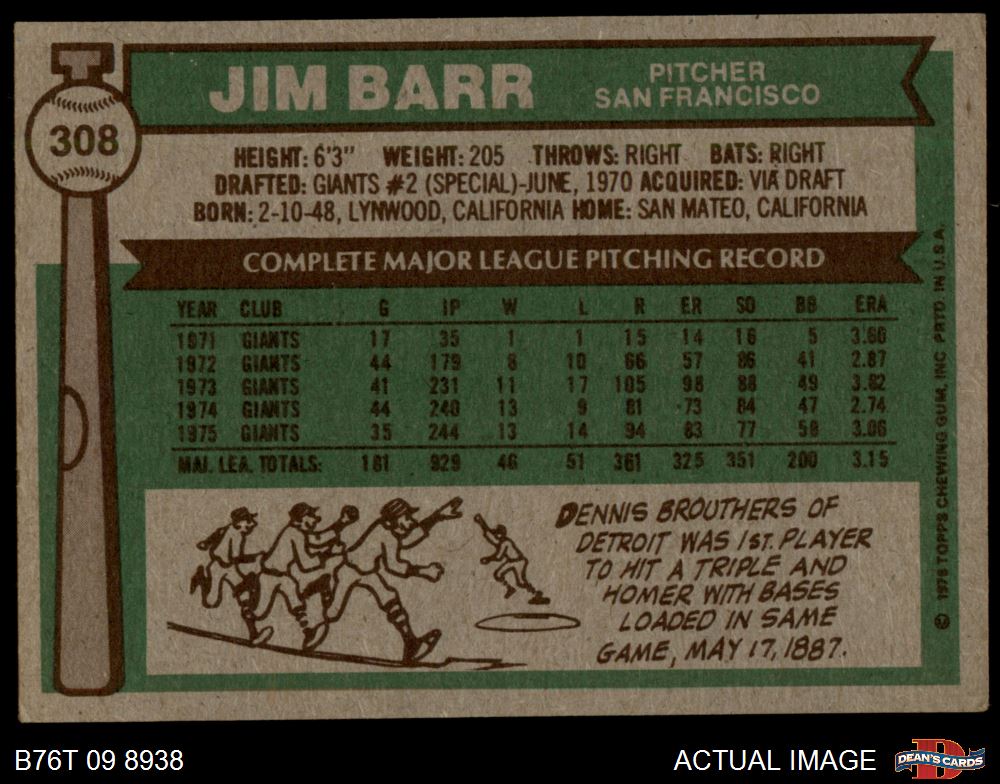 308
JIM BARR
PITCHER
SAN FRANCISCO
HEIGHT: 6'3" WEIGHT: 205 THROWS: RIGHT BATS: RIGHT
DRAFTED: GIANTS #2 (SPECIAL)-JUNE, 1970 ACQUIRED: VIA DRAFT
BORN: 2-10-48, LYNWOOD, CALIFORNIA HOME: SAN MATEO, CALIFORNIA
COMPLETE MAJOR LEAGUE PITCHING RECORD
YEAR CLUB G IP W L R ER SO BB ERA
1971 GIANTS 17 35 1 1 15 14 16 5 3.60
1972 GIANTS 44 179 8 10 66 57 86 41 2.87
1973 GIANTS 41 231 11 17 105 98 88 49 3.82
1974 GIANTS 44 240 13 9 81 73 84 47 2.74
1975 GIANTS 35 244 13 14 94 83 77 58 3.06
MAJ. LEA. TOTALS: 181 929 46 51 361 325 351 200 3.15
DENNIS BROUTHERS OF
DETROIT WAS 1ST. PLAYER
TO HIT A TRIPLE AND
HOMER WITH BASES
LOADED IN SAME
GAME, MAY 17, 1887.
© 1976 TOPPS CHEWING GUM, INC. PRTD. IN U.S.A.
B76T 09 8938
ACTUAL IMAGE
D
DEAN'S CARDS